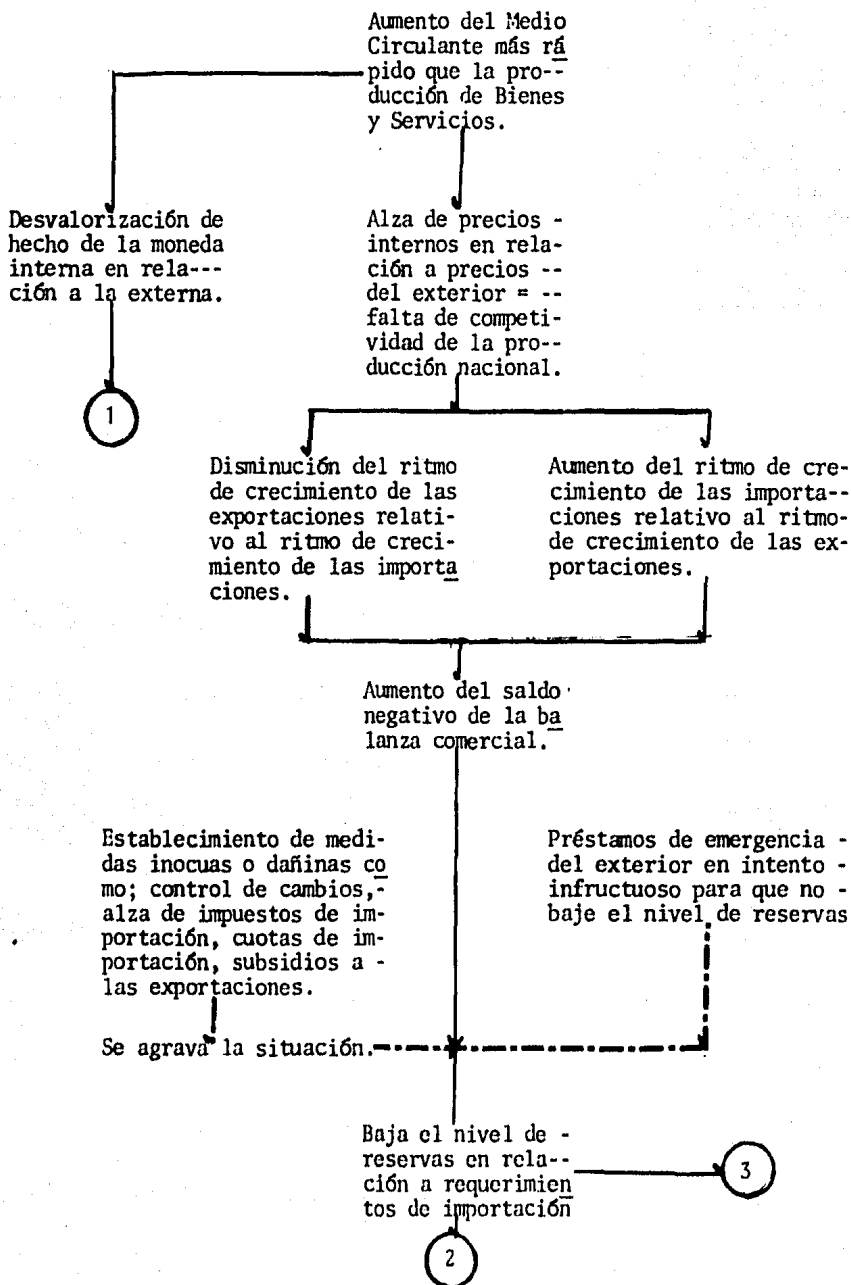 Aumento del Medio
Circulante más rá
pido que la pro--
ducción de Bienes
y Servicios.
Desvalorización de
hecho de la moneda
interna en rela---
ción a la externa.
1
Alza de precios -
internos en rela-
ción a precios --
del exterior = --
falta de competi-
vidad de la pro--
ducción nacional.
Disminución del ritmo
de crecimiento de las
exportaciones relati-
vo al ritmo de creci-
miento de las importa
ciones.
Aumento del ritmo de cre-
cimiento de las importa--
ciones relativo al ritmo-
de crecimiento de las ex-
portaciones.
Aumento del saldo
negativo de la ba
lanza comercial.
Establecimiento de medi-
das inocuas o dañinas co
mo; control de cambios,-
alza de impuestos de im-
portación, cuotas de im-
portación, subsidios a -
las exportaciones.
Se agrava la situación.
Préstamos de emergencia -
del exterior en intento -
infructuoso para que no -
baje el nivel de reservas
Baja el nivel de -
reservas en rela--
ción a requerimien
tos de importación
3
2